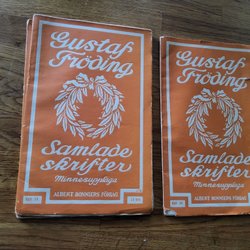 Gustaf
Fröding
Samlade
skrifter
Minnesupplaga
ALBERT BONNIERS FÖRLAG
Gustaf
Fröding
Samlade
skrifter
Minnesupplaga
ALBERT BONNIERS FÖRLAG